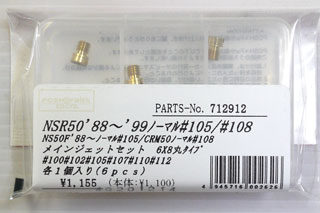 PARTS-No. 712912
NSR50'88〜'99ノーマル#105/#108
NS50F'88〜ノーマル#105/CRM50ノーマル#108
メインジェットセット 6X8丸タイプ
#100#102#105#107#110#112
各1個入り(6pcs)
¥1,155 (本体:¥1,100)
4 945716 002626